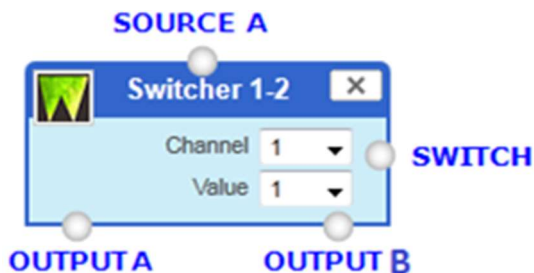 SOURCE A
Switcher 1-2
Channel 1
SWITCH
Value 1
OUTPUT A OUTPUT B